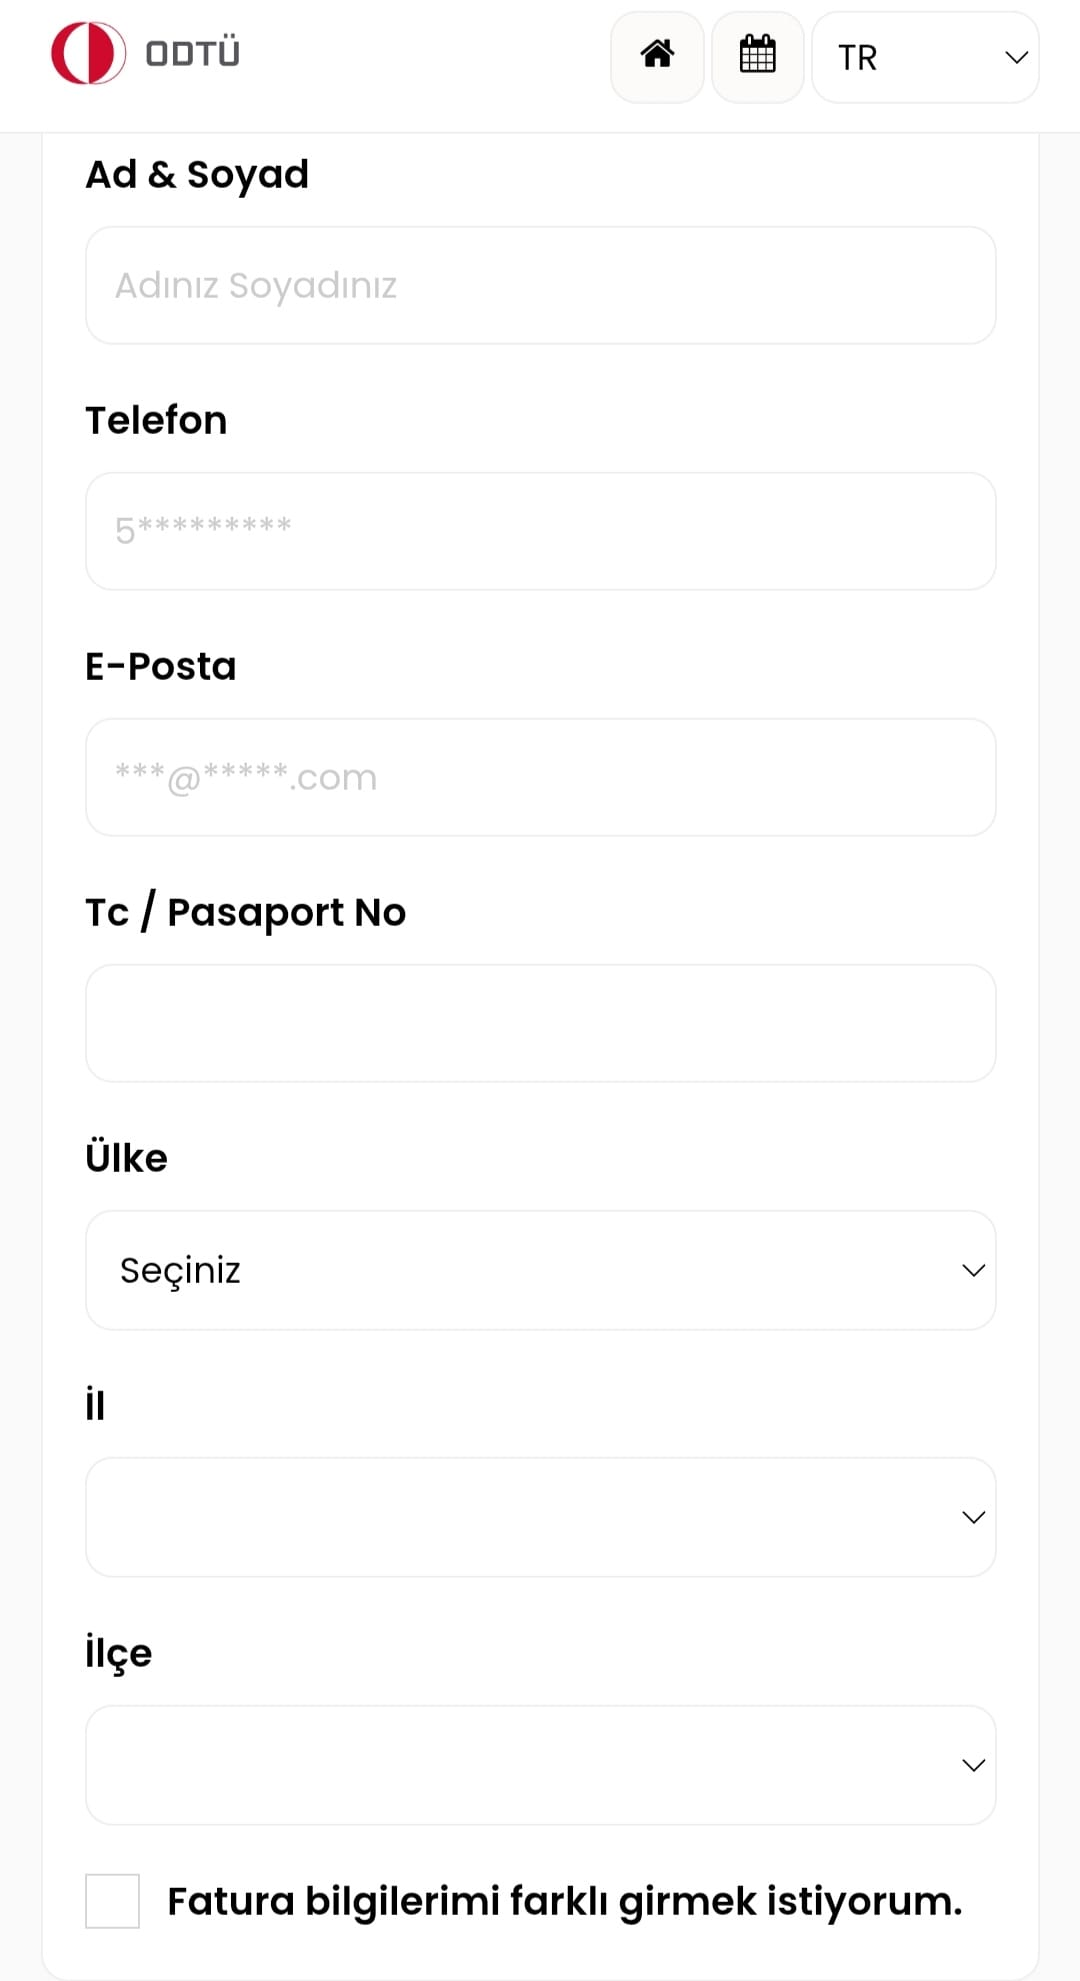 ODTÜ
TR
Ad & Soyad
Adınız Soyadınız
Telefon
5*********
E-Posta
***@*****.com
Tc / Pasaport No
Ülke
Seçiniz
İl
İlçe
Fatura bilgilerimi farklı girmek istiyorum.